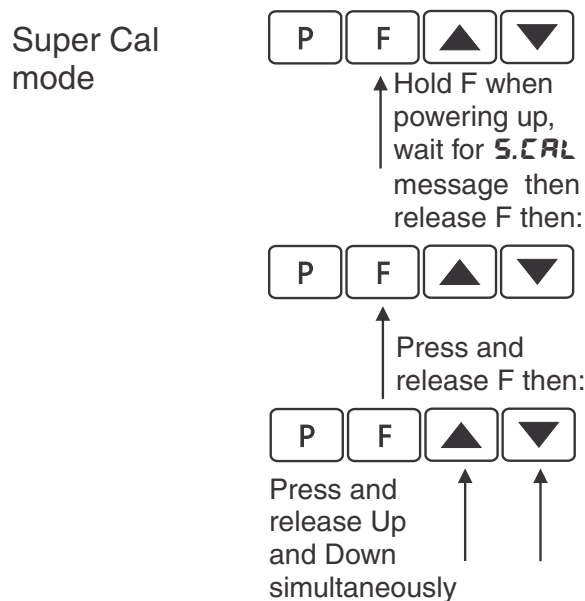 Super Cal
mode
P F ▲ ▼
Hold F when
powering up,
wait for S.CAL
message then
release F then:
P F ▲ ▼
Press and
release F then:
P F ▲ ▼
Press and
release Up
and Down
simultaneously